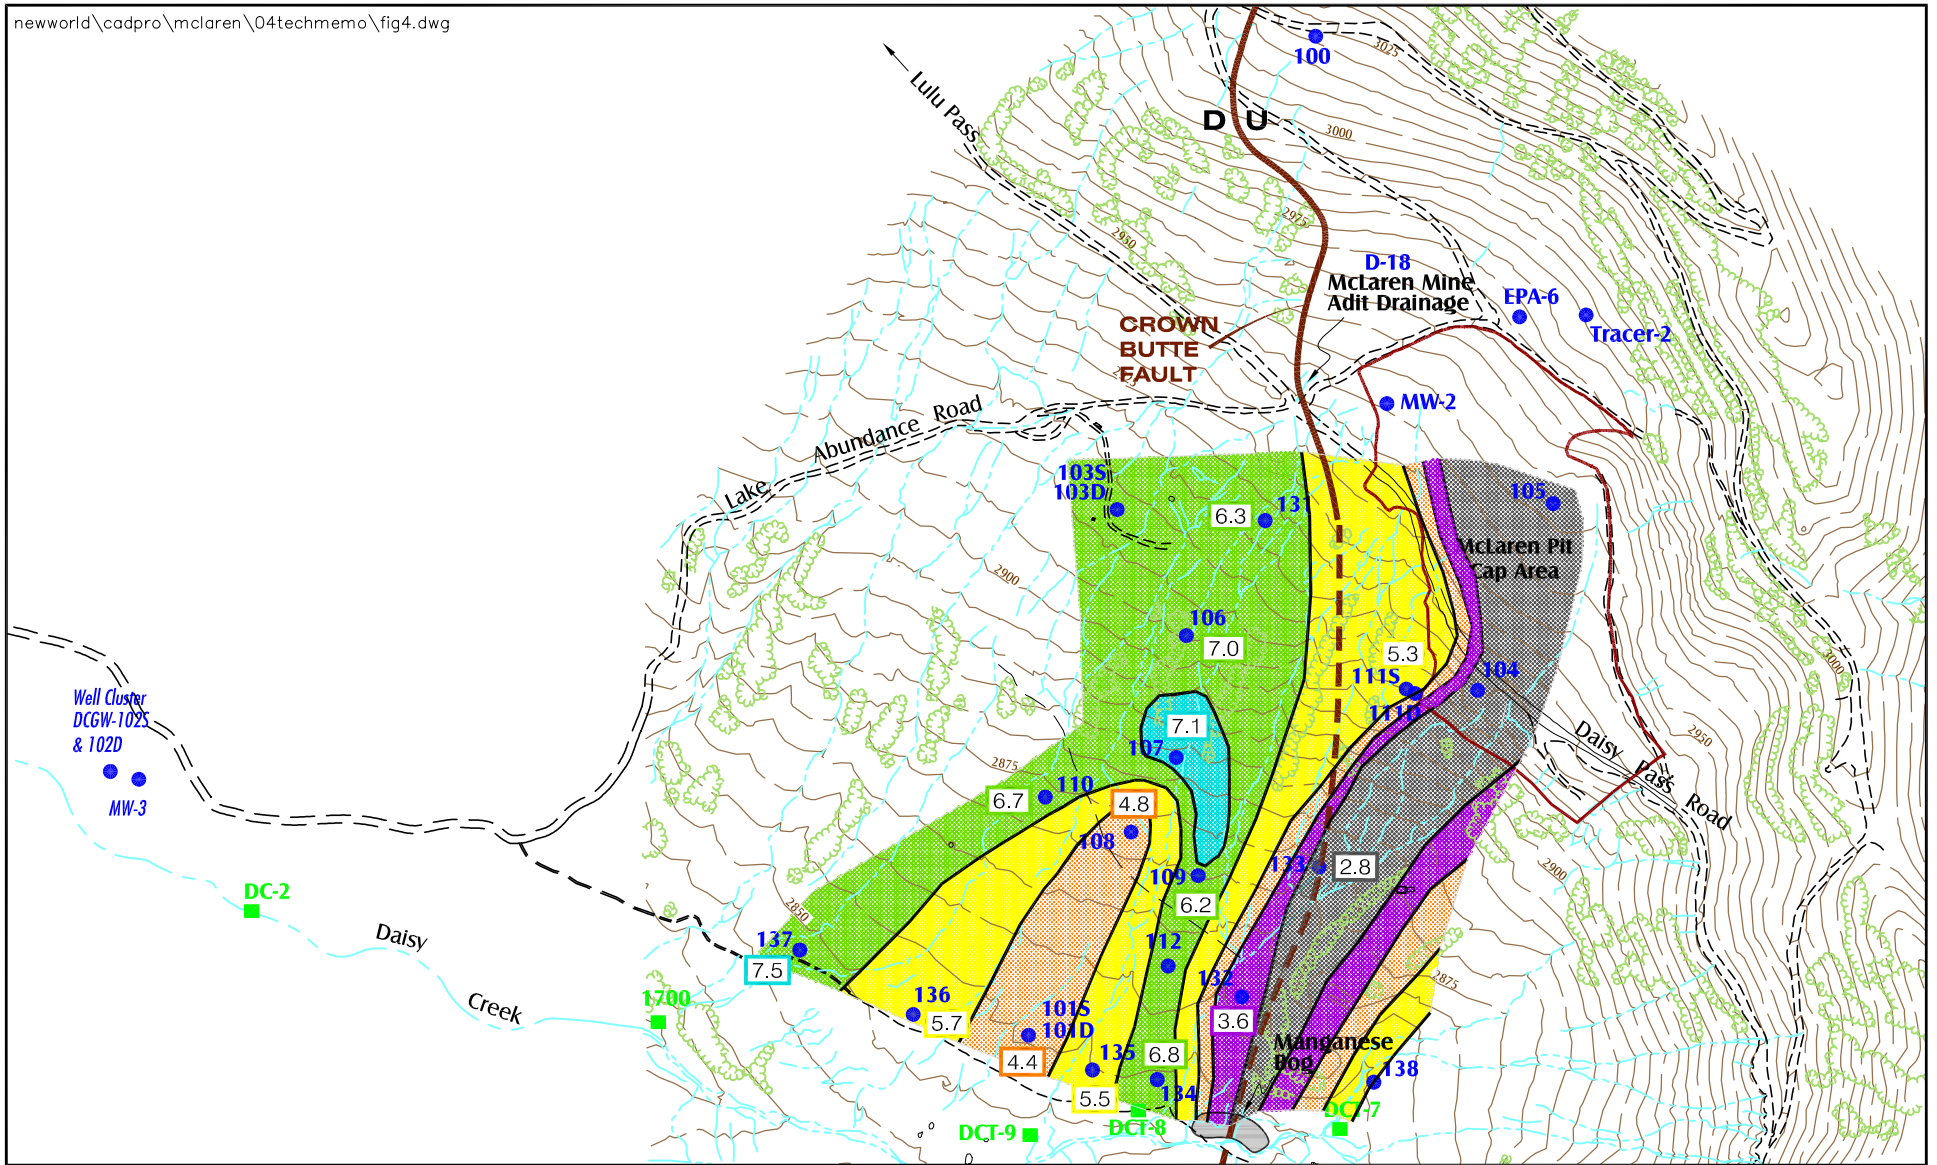 newworld\cadpro\mclaren\04techmemo\fig4.dwg
100
3025
Lulu Pass
D U
3000
2975
2950
D-18
McLaren Mine
Adit Drainage
EPA-6
Tracer-2
CROWN
BUTTE
FAULT
MW-2
Lake Abundance Road
103S
103D
131
6.3
105
McLaren Pit
Cap Area
2900
106
7.0
5.3
111S
111D
104
3000
Well Cluster
DCGW-102S
& 102D
MW-3
7.1
107
Daisy Pass Road
2950
2875
110
6.7
4.8
108
109
6.2
133
2.8
2900
DC-2
2850
137
7.5
112
132
3.6
2875
Daisy Creek
1700
136
5.7
101S
101D
4.4
135
5.5
6.8
134
Manganese
Bog
138
DCT-9
DCT-8
DCT-7